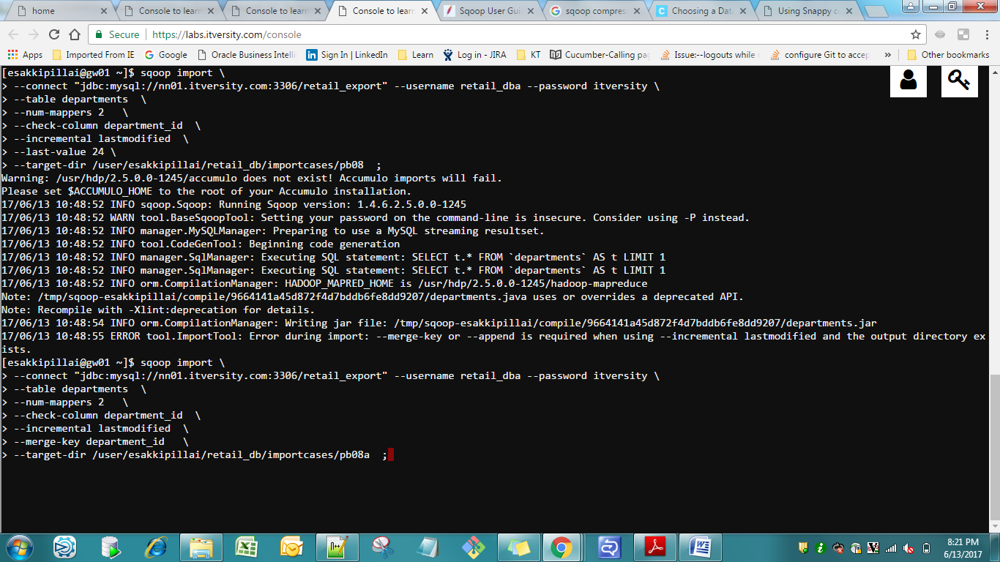 home
Console to learn
Console to learn
Console to learn
Sqoop User Gui
sqoop compres
Choosing a Dat
Using Snappy c
Secure
https://labs.itversity.com/console
Apps
Imported From IE
Google
Oracle Business Intelli
Sign In | LinkedIn
Learn
Log in - JIRA
KT
Cucumber-Calling pag
Issue:--logouts while
configure Git to accep
»
Other bookmarks
[esakkipillai@gw01 ~]$ sqoop import \
> --connect "jdbc:mysql://nn01.itversity.com:3306/retail_export" --username retail_dba --password itversity \
> --table departments  \
> --num-mappers 2   \
> --check-column department_id  \
> --incremental lastmodified  \
> --last-value 24 \
> --target-dir /user/esakkipillai/retail_db/importcases/pb08  ;
Warning: /usr/hdp/2.5.0.0-1245/accumulo does not exist! Accumulo imports will fail.
Please set $ACCUMULO_HOME to the root of your Accumulo installation.
17/06/13 10:48:52 INFO sqoop.Sqoop: Running Sqoop version: 1.4.6.2.5.0.0-1245
17/06/13 10:48:52 WARN tool.BaseSqoopTool: Setting your password on the command-line is insecure. Consider using -P instead.
17/06/13 10:48:52 INFO manager.MySQLManager: Preparing to use a MySQL streaming resultset.
17/06/13 10:48:52 INFO tool.CodeGenTool: Beginning code generation
17/06/13 10:48:52 INFO manager.SqlManager: Executing SQL statement: SELECT t.* FROM `departments` AS t LIMIT 1
17/06/13 10:48:52 INFO manager.SqlManager: Executing SQL statement: SELECT t.* FROM `departments` AS t LIMIT 1
17/06/13 10:48:52 INFO orm.CompilationManager: HADOOP_MAPRED_HOME is /usr/hdp/2.5.0.0-1245/hadoop-mapreduce
Note: /tmp/sqoop-esakkipillai/compile/9664141a45d872f4d7bddb6fe8dd9207/departments.java uses or overrides a deprecated API.
Note: Recompile with -Xlint:deprecation for details.
17/06/13 10:48:54 INFO orm.CompilationManager: Writing jar file: /tmp/sqoop-esakkipillai/compile/9664141a45d872f4d7bddb6fe8dd9207/departments.jar
17/06/13 10:48:55 ERROR tool.ImportTool: Error during import: --merge-key or --append is required when using --incremental lastmodified and the output directory ex
ists.
[esakkipillai@gw01 ~]$ sqoop import \
> --connect "jdbc:mysql://nn01.itversity.com:3306/retail_export" --username retail_dba --password itversity \
> --table departments  \
> --num-mappers 2   \
> --check-column department_id  \
> --incremental lastmodified  \
> --merge-key department_id   \
> --target-dir /user/esakkipillai/retail_db/importcases/pb08a  ;
8:21 PM
6/13/2017